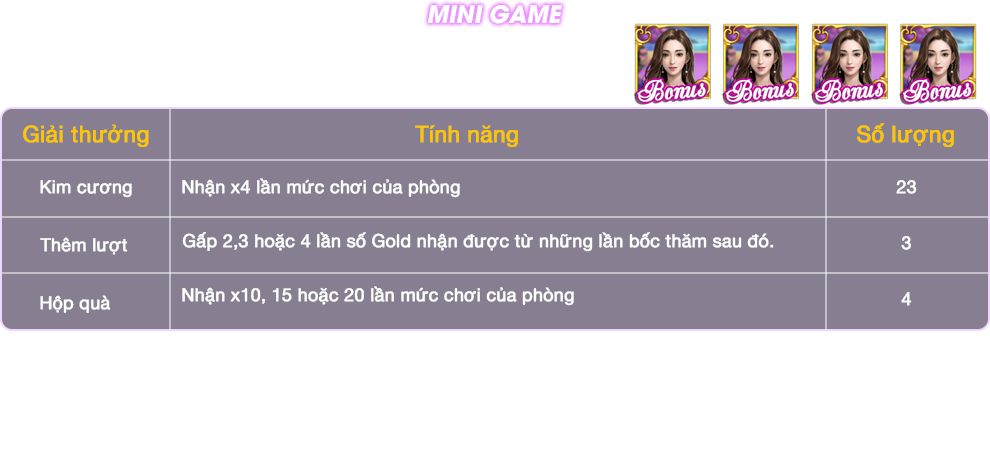 MINI GAME
Bonus Bonus Bonus Bonus
Giải thưởng Tính năng Số lượng
Kim cương Nhận x4 lần mức chơi của phòng 23
Thêm lượt Gấp 2,3 hoặc 4 lần số Gold nhận được từ những lần bốc thăm sau đó. 3
Hộp quà Nhận x10, 15 hoặc 20 lần mức chơi của phòng 4